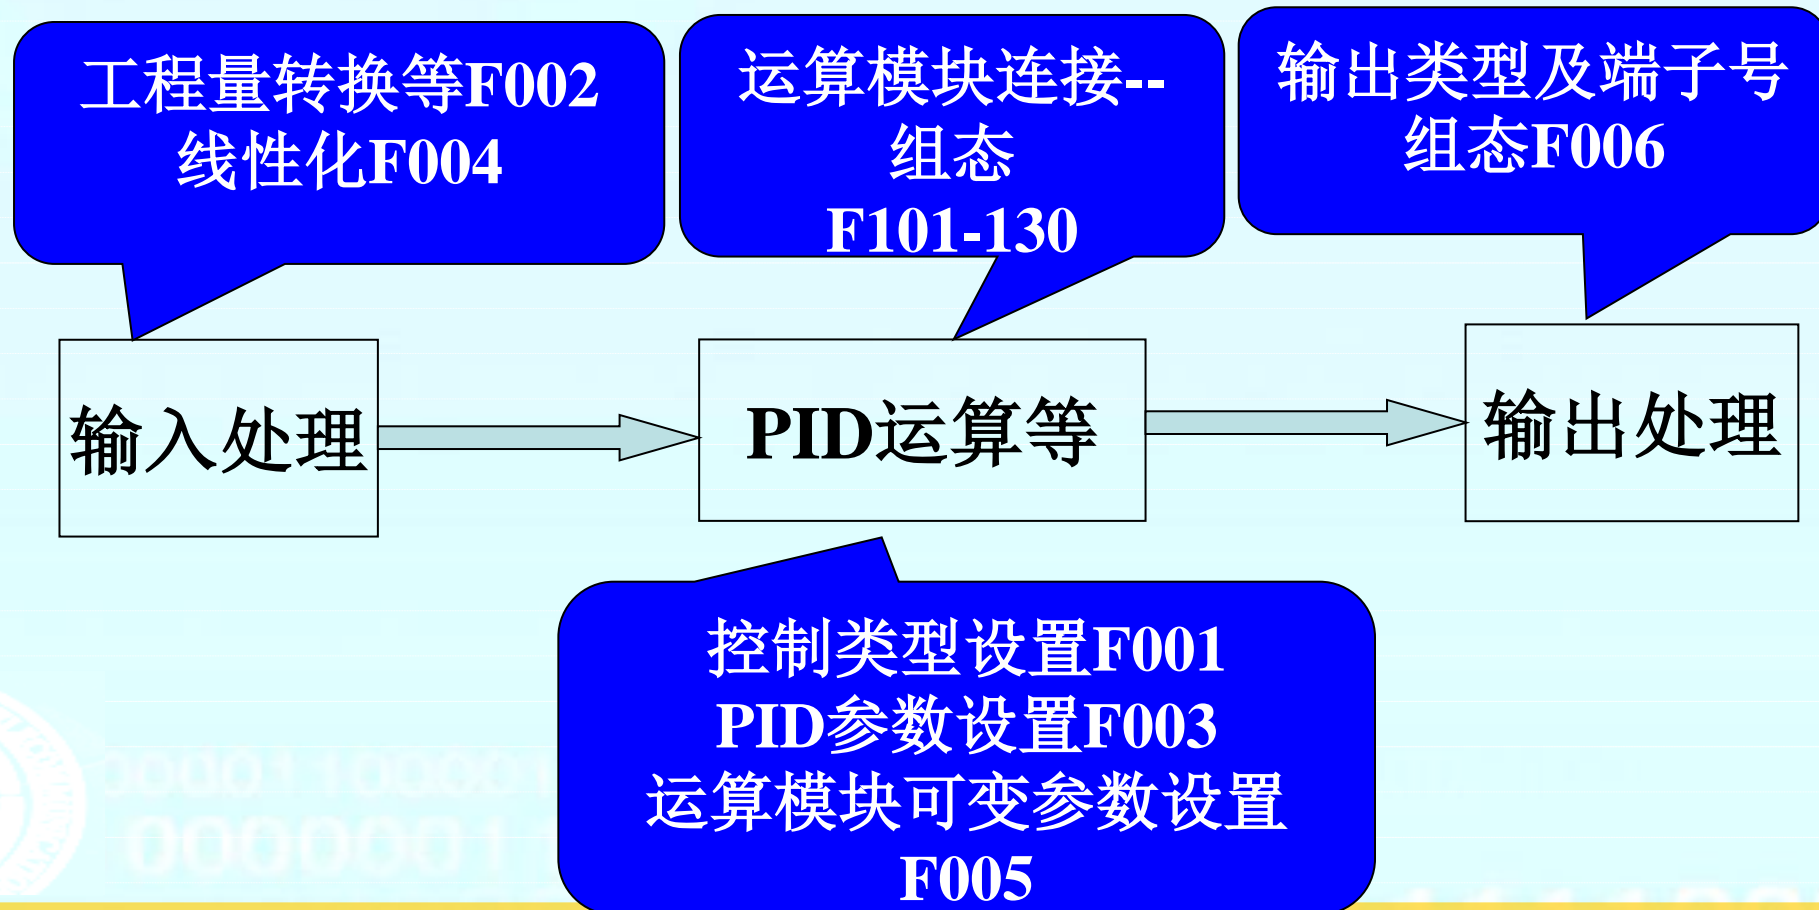 工程量转换等F002
线性化F004
运算模块连接--
组态
F101-130
输出类型及端子号
组态F006
输入处理
PID运算等
输出处理
控制类型设置F001
PID参数设置F003
运算模块可变参数设置
F005